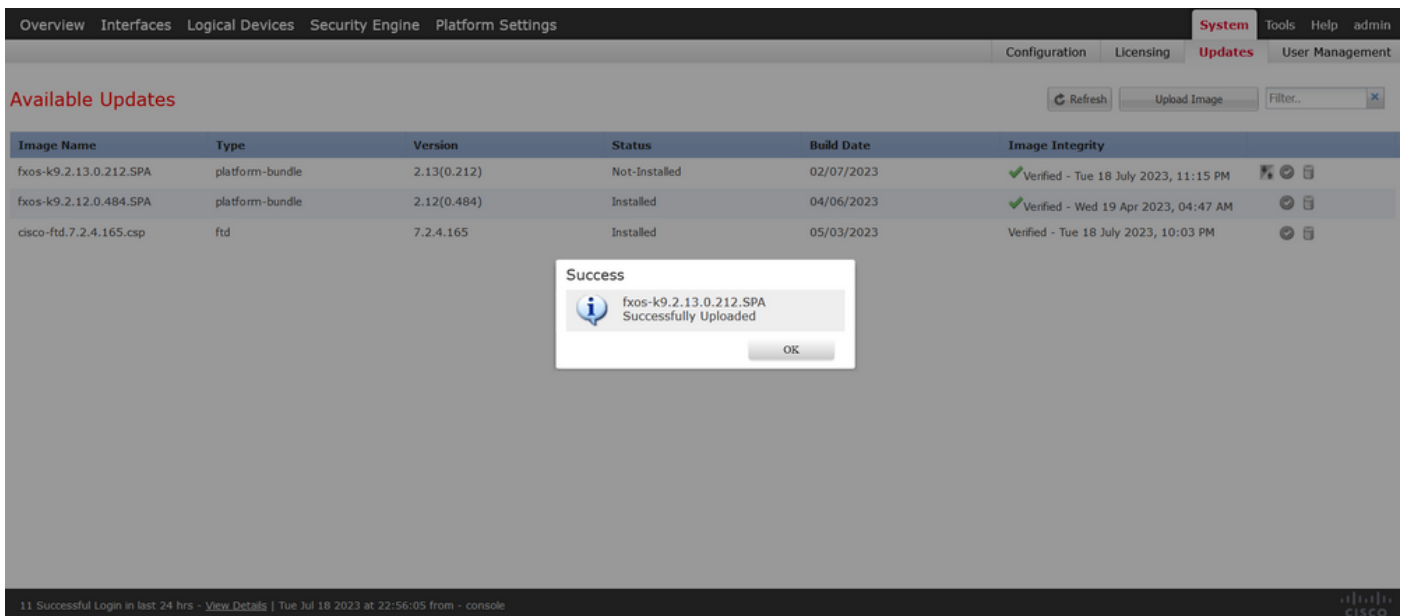 Overview Interfaces Logical Devices Security Engine Platform Settings System Tools Help admin
Configuration Licensing Updates User Management
Available Updates Refresh Upload Image Filter..
Image Name Type Version Status Build Date Image Integrity
fxos-k9.2.13.0.212.SPA platform-bundle 2.13(0.212) Not-Installed 02/07/2023 Verified - Tue 18 July 2023, 11:15 PM
fxos-k9.2.12.0.484.SPA platform-bundle 2.12(0.484) Installed 04/06/2023 Verified - Wed 19 Apr 2023, 04:47 AM
cisco-ftd.7.2.4.165.csp ftd 7.2.4.165 Installed 05/03/2023 Verified - Tue 18 July 2023, 10:03 PM
Success
fxos-k9.2.13.0.212.SPA
Successfully Uploaded
OK
11 Successful Login in last 24 hrs - View Details | Tue Jul 18 2023 at 22:56:05 from - console
CISCO